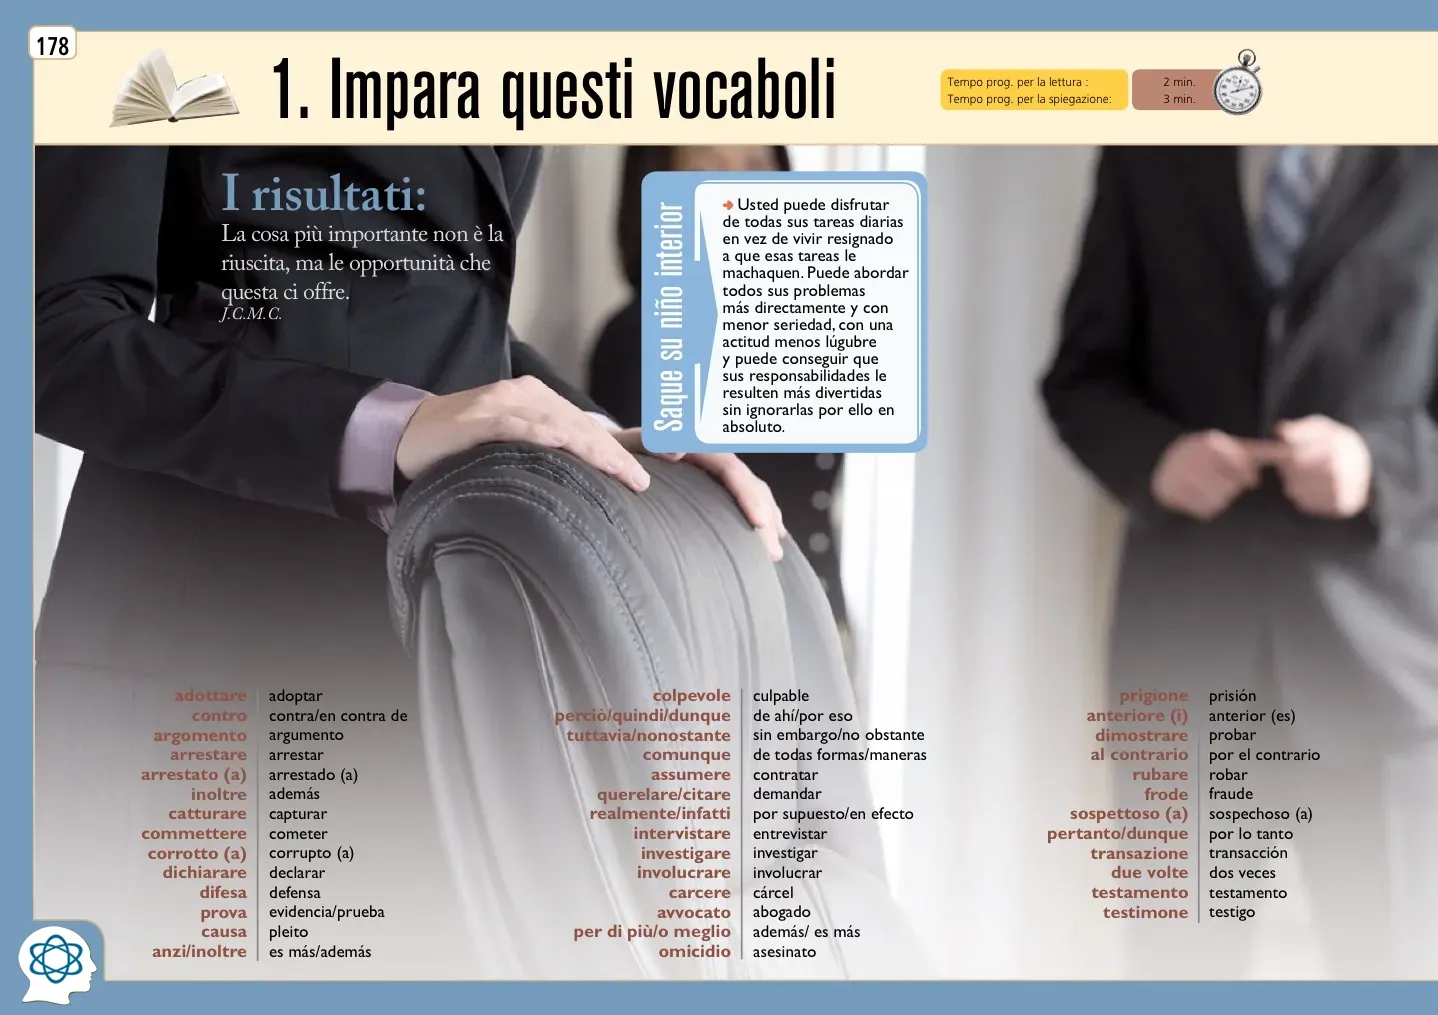 178
1. Impara questi vocaboli
Tempo prog. per la lettura : 2 min.
Tempo prog. per la spiegazione: 3 min.
I risultati:
La cosa più importante non è la
riuscita, ma le opportunità che
questa ci offre.
J.C.M.C.
Saque su niño interior
Usted puede disfrutar
de todas sus tareas diarias
en vez de vivir resignado
a que esas tareas le
machaquen. Puede abordar
todos sus problemas
más directamente y con
menor seriedad, con una
actitud menos lúgubre
y puede conseguir que
sus responsabilidades le
resulten más divertidas
sin ignorarlas por ello en
absoluto.
adottare adoptar
contro contra/en contra de
argomento argumento
arrestare arrestar
arrestato (a) arrestado (a)
inoltre además
catturare capturar
commettere cometer
corrotto (a) corrupto (a)
dichiarare declarar
difesa defensa
prova evidencia/prueba
causa pleito
anzi/inoltre es más/además
colpevole culpable
perciò/quindi/dunque de ahí/por eso
tuttavia/nonostante sin embargo/no obstante
comunque de todas formas/maneras
assumere contratar
querelare/citare demandar
realmente/infatti por supuesto/en efecto
intervistare entrevistar
investigare investigar
involucrare involucrar
carcere cárcel
avvocato abogado
per di più/o meglio además/ es más
omicidio asesinato
prigione prisión
anteriore (i) anterior (es)
dimostrare probar
al contrario por el contrario
rubare robar
frode fraude
sospettoso (a) sospechoso (a)
pertanto/dunque por lo tanto
transazione transacción
due volte dos veces
testamento testamento
testimone testigo